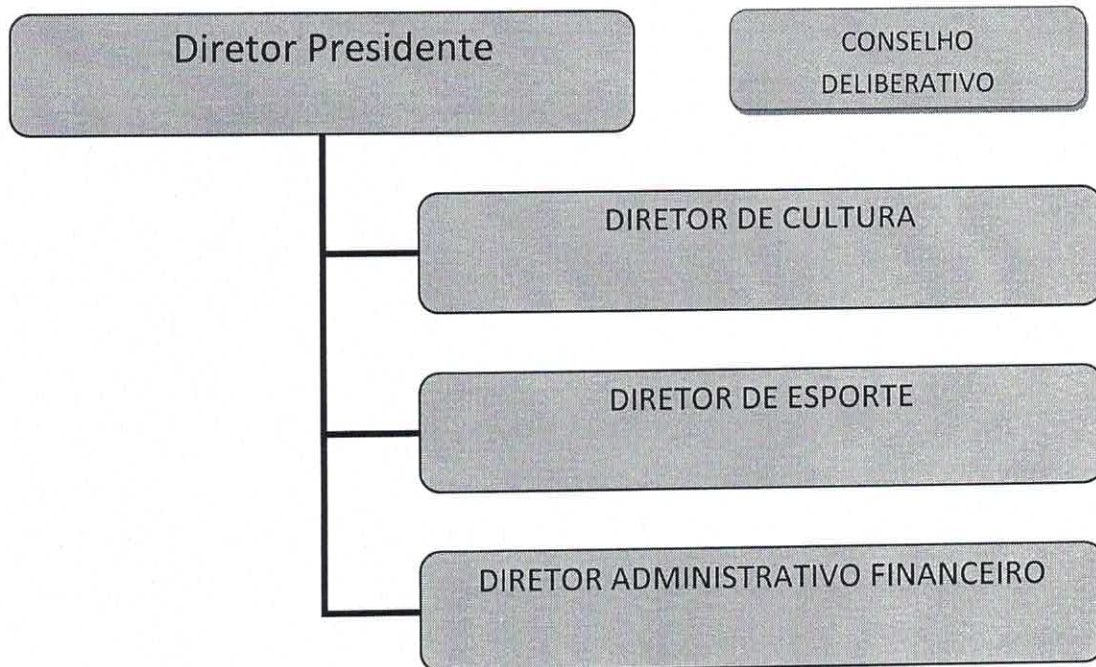 Diretor Presidente
CONSELHO
DELIBERATIVO
DIRETOR DE CULTURA
DIRETOR DE ESPORTE
DIRETOR ADMINISTRATIVO FINANCEIRO